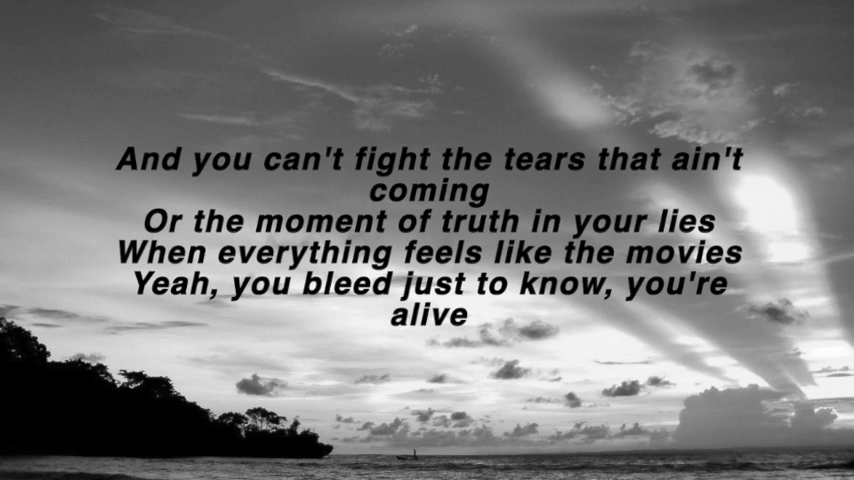 And you can't fight the tears that ain't
coming
Or the moment of truth in your lies
When everything feels like the movies
Yeah, you bleed just to know, you're
alive